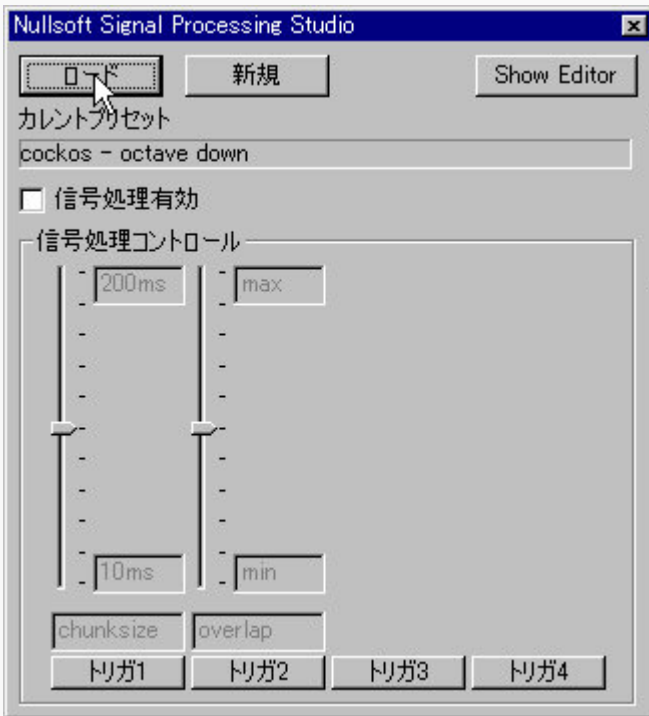 Nullsoft Signal Processing Studio
ロード 新規 Show Editor
カレントプリセット
cockos - octave down
信号処理有効
信号処理コントロール
200ms max
10ms min
chunksize overlap
トリガ1 トリガ2 トリガ3 トリガ4